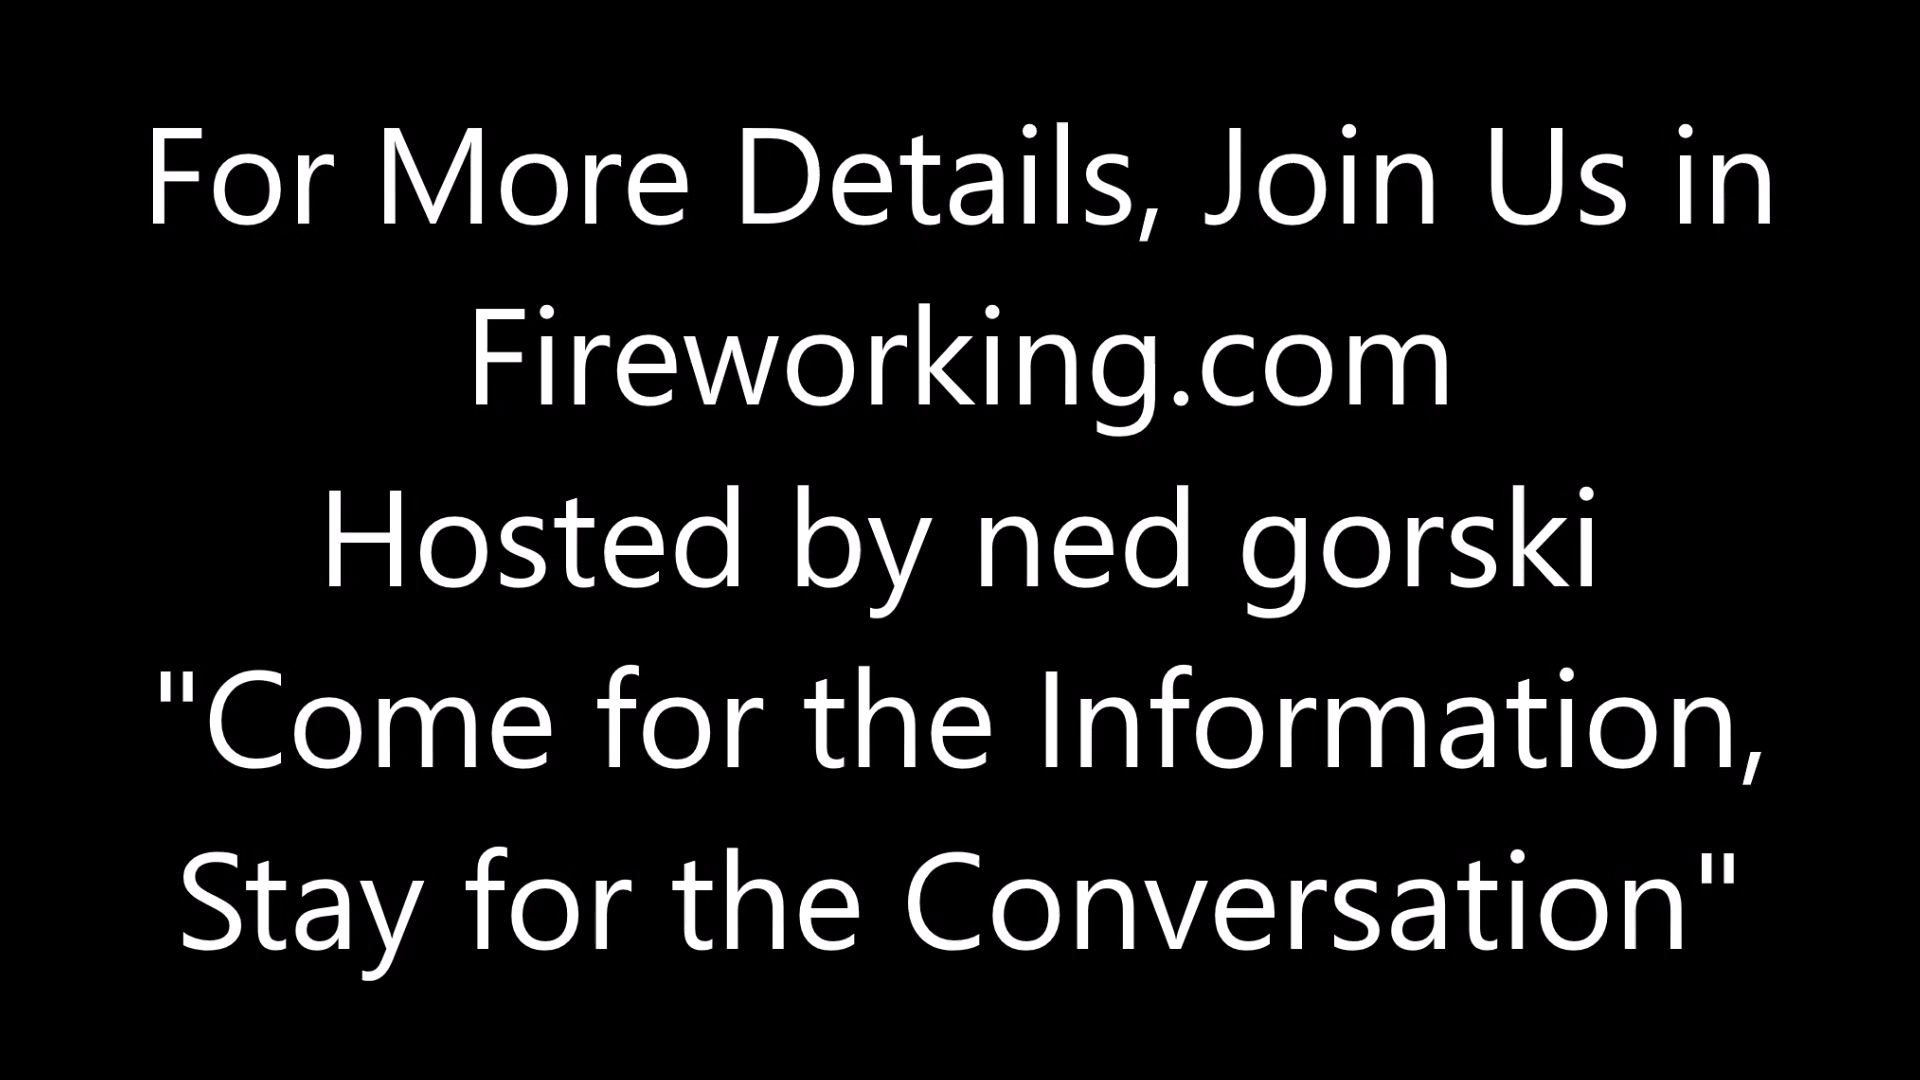 For More Details, Join Us in
Fireworking.com
Hosted by ned gorski
"Come for the Information,
Stay for the Conversation"